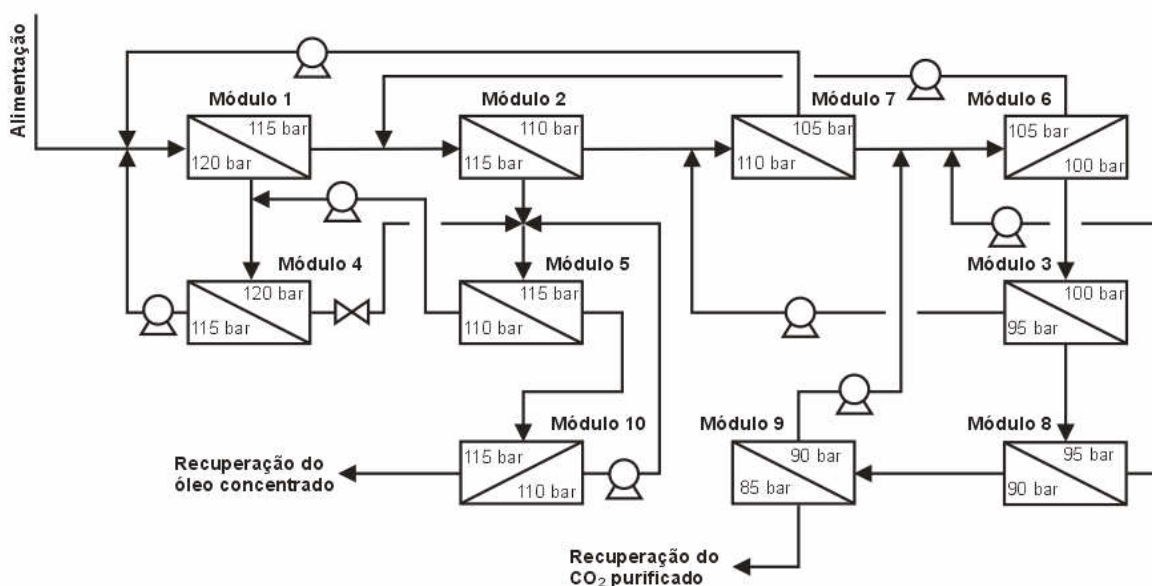 Alimentação
Módulo 1
115 bar
120 bar
Módulo 2
110 bar
115 bar
Módulo 7
105 bar
110 bar
Módulo 6
105 bar
100 bar
Módulo 4
120 bar
115 bar
Módulo 5
115 bar
110 bar
Módulo 3
100 bar
95 bar
Módulo 10
115 bar
110 bar
Módulo 9
90 bar
85 bar
Módulo 8
95 bar
90 bar
Recuperação do
óleo concentrado
Recuperação do
CO₂ purificado